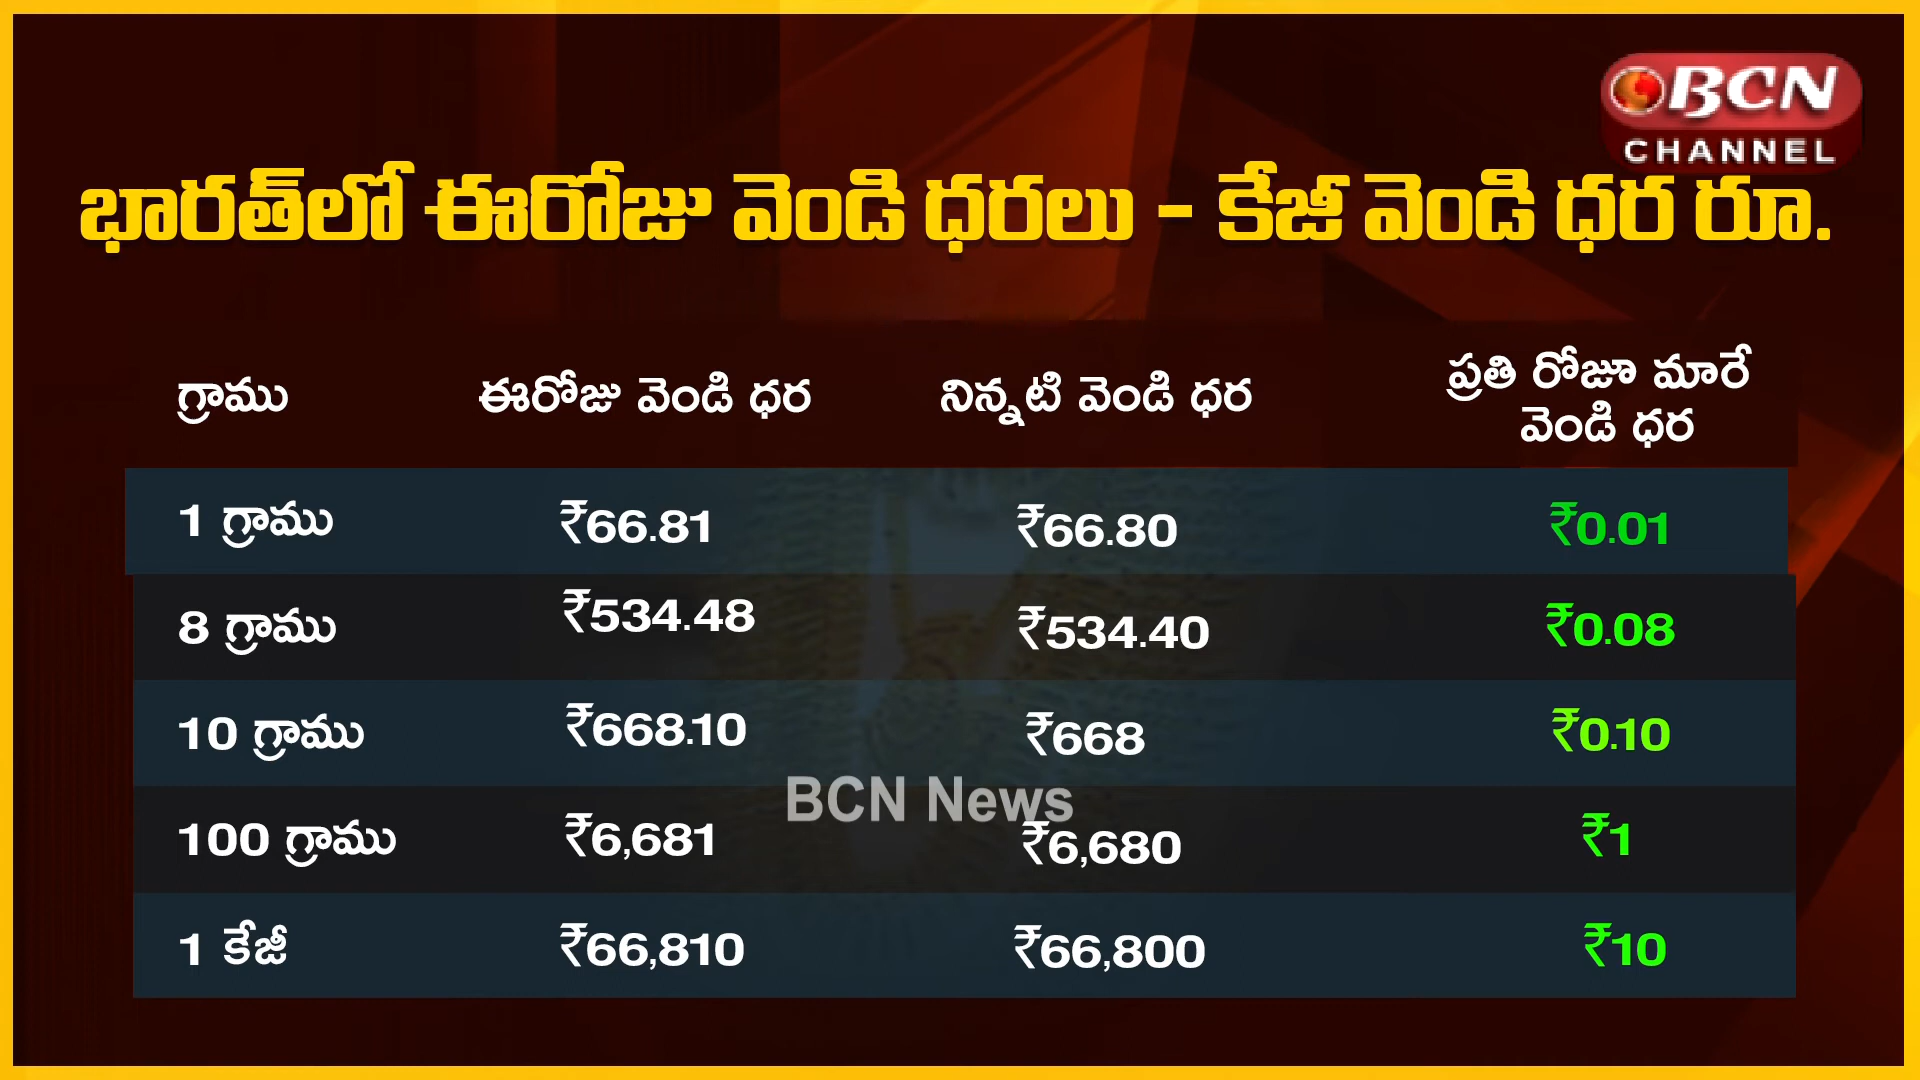 BCN
CHANNEL
భారత్‌లో ఈరోజు వెండి ధరలు - కేజీ వెండి ధర రూ.
గ్రాము ఈరోజు వెండి ధర నిన్నటి వెండి ధర ప్రతి రోజూ మారే
వెండి ధర
1 గ్రాము ₹66.81 ₹66.80 ₹0.01
8 గ్రాము ₹534.48 ₹534.40 ₹0.08
10 గ్రాము ₹668.10 ₹668 ₹0.10
BCN News
100 గ్రాము ₹6,681 ₹6,680 ₹1
1 కేజీ ₹66,810 ₹66,800 ₹10